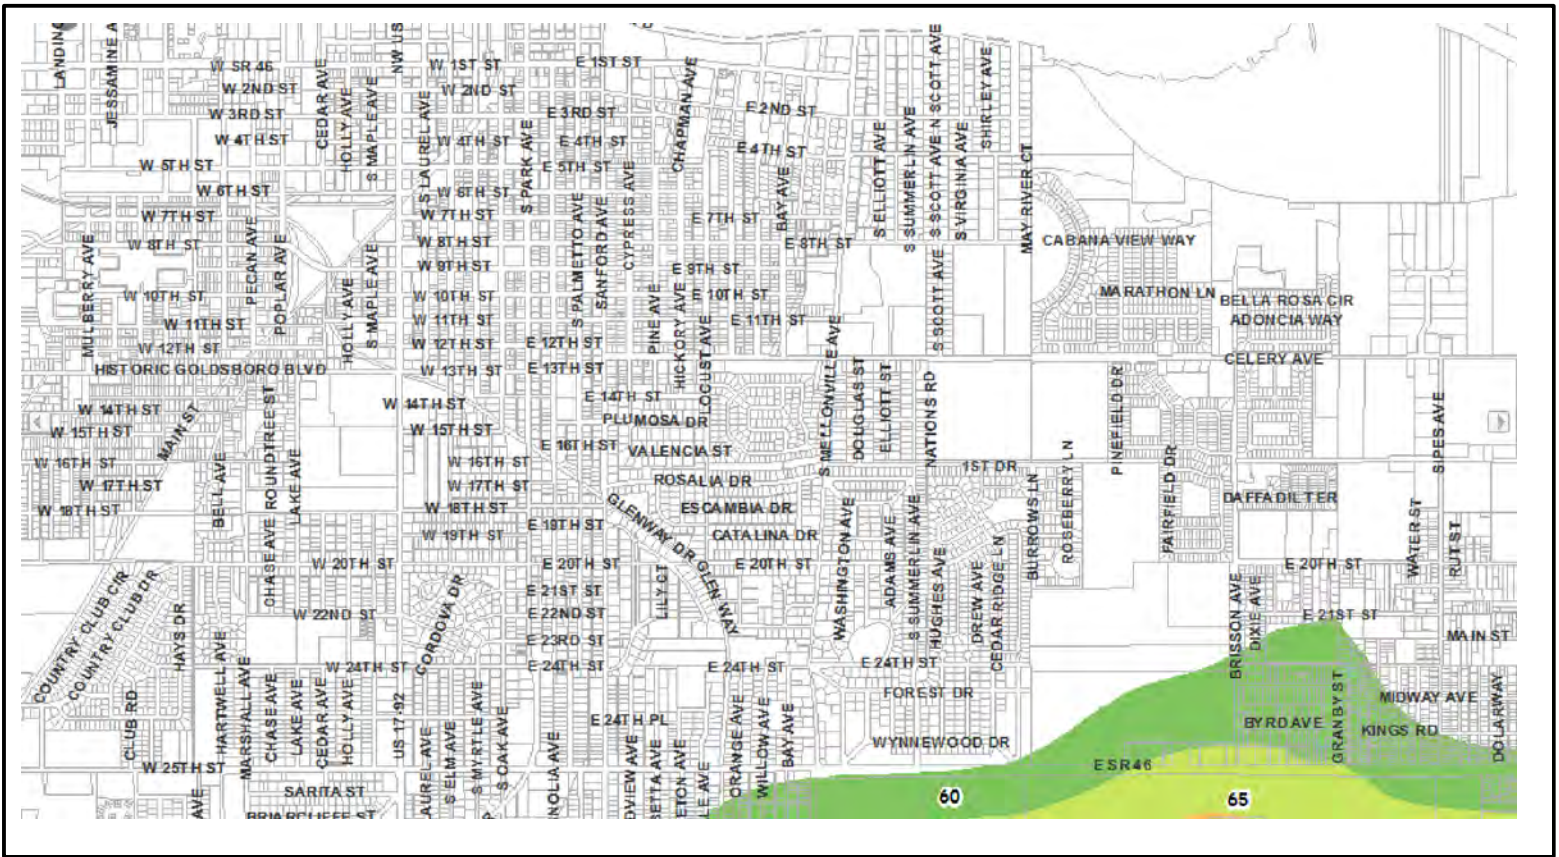 LANDING
JESSAMINE A
NW US
W SR 46
W 1ST ST
E 1ST ST
W 2ND ST
W 2ND ST
CEDAR AVE
HOLLY AVE
S MAPLE AVE
S LAUREL AVE
CHAPMAN AVE
E 2ND ST
S SCOTT AVE N SCOTT AVE
SHIRLEY AVE
W 3RD ST
E 3RD ST
W 4TH ST
W 4TH ST
E 4TH ST
E 4TH ST
S PARK AVE
S ELLIOTT AVE
S SUMMERLIN AVE
S VIRGINIA AVE
MAY RIVER CT
W 5TH ST
E 5TH ST
W 6TH ST
W 6TH ST
CYPRESS AVE
BAY AVE
W 7TH ST
W 7TH ST
E 7TH ST
S PALMETTO AVE
SANFORD AVE
W 8TH ST
W 8TH ST
E 8TH ST
CABANA VIEW WAY
MULBERRY AVE
PECAN AVE
POPLAR AVE
HOLLY AVE
S MAPLE AVE
W 9TH ST
E 9TH ST
S SCOTT AVE
W 10TH ST
W 10TH ST
E 10TH ST
MARATHON LN
BELLA ROSA CIR
PINE AVE
HICKORY AVE
LOCUST AVE
W 11TH ST
W 11TH ST
E 11TH ST
ADONCIA WAY
W 12TH ST
W 12TH ST
E 12TH ST
CELERY AVE
HISTORIC GOLDSBORO BLVD
W 13TH ST
E 13TH ST
S MELLONVILLE AVE
DOUGLAS ST
ELLIOTT ST
NATIONS RD
PINEFIELD DR
S SIPES AVE
W 14TH ST
W 14TH ST
E 14TH ST
MAIN ST
PLUMOSA DR
W 15TH ST
W 15TH ST
E 16TH ST
VALENCIA ST
W 16TH ST
W 16TH ST
1ST DR
BELL AVE
CHASE AVE ROUNDTREE ST
LAKE AVE
W 17TH ST
W 17TH ST
ROSALIA DR
BURROWS LN
ROSEBERRY LN
FAIRFIELD DR
DAFFADIL TER
W 18TH ST
W 18TH ST
ESCAMBIA DR
GLENWAY DR GLEN WAY
W 19TH ST
E 19TH ST
CATALINA DR
WASHINGTON AVE
ADAMS AVE
S SUMMERLIN AVE
HUGHES AVE
DREW AVE
CEDAR RIDGE LN
WATER ST
RUT ST
W 20TH ST
E 20TH ST
E 20TH ST
E 20TH ST
COUNTRY CLUB CIR
COUNTRY CLUB DR
HAYS DR
CORDOVA DR
E 21ST ST
LILY CT
BRISSON AVE
DIXIE AVE
E 21ST ST
W 22ND ST
E 22ND ST
E 23RD ST
MAIN ST
W 24TH ST
E 24TH ST
E 24TH ST
E 24TH ST
CLUB RD
HARTWELL AVE
MARSHALL AVE
CHASE AVE
LAKE AVE
CEDAR AVE
HOLLY AVE
US 17-92
LAUREL AVE
S ELM AVE
S MYRTLE AVE
S OAK AVE
NOLIA AVE
E 24TH PL
DVIEW AVE
ETTA AVE
ETON AVE
LE AVE
ORANGE AVE
WILLOW AVE
BAY AVE
FOREST DR
WYNNEWOOD DR
BYRD AVE
GRANBY ST
MIDWAY AVE
KINGS RD
DOLARWAY
W 25TH ST
E SR 46
AVE
SARITA ST
BRIARCLIFFE ST
60
65